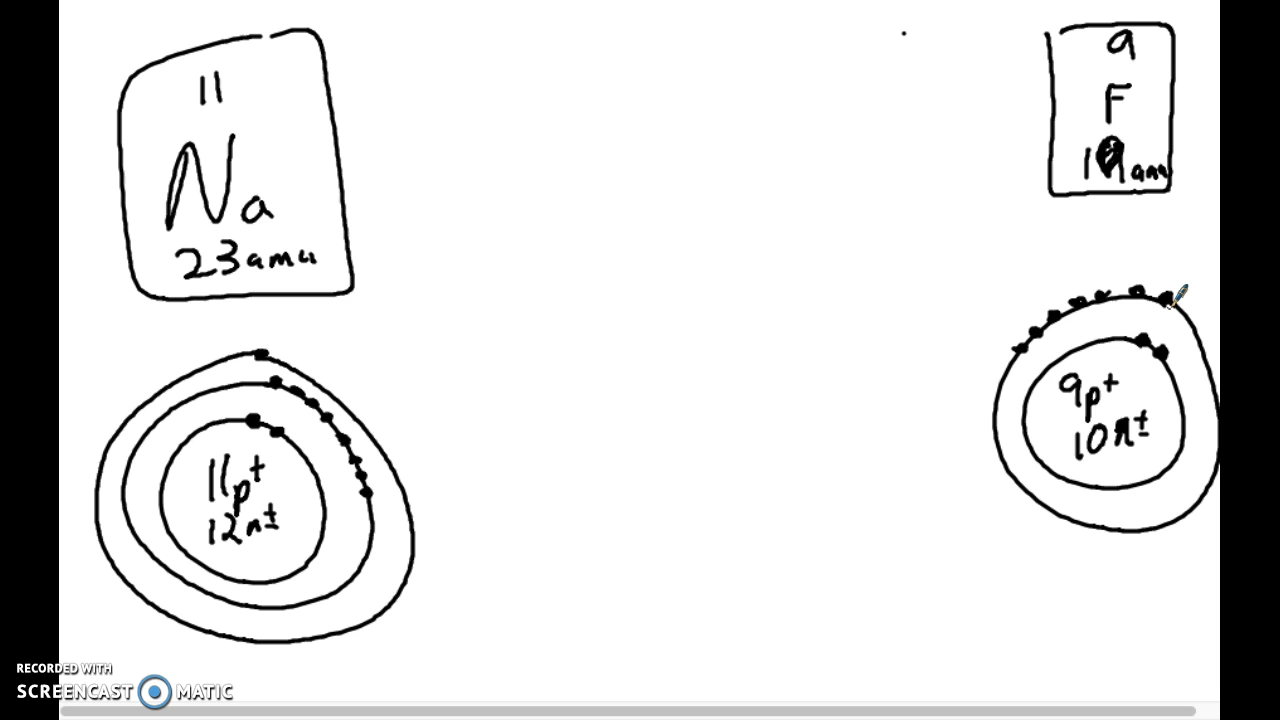 11
Na
23amu
9
F
19amu
11p+
12n±
9p+
10n±
RECORDED WITH
SCREENCAST MATIC